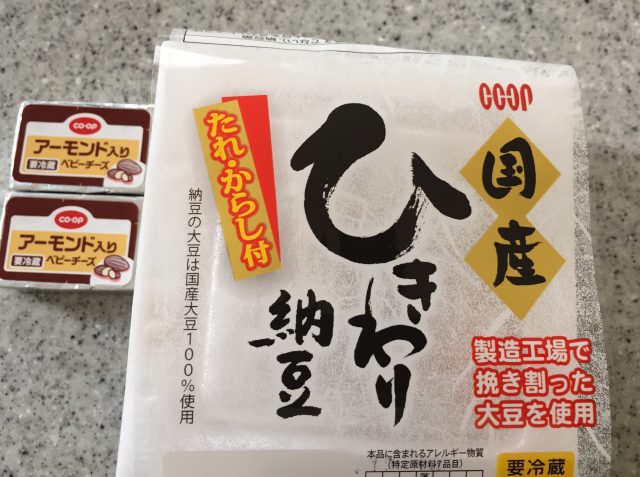 CO・OP
アーモンド入り
要冷蔵 ベビーチーズ
CO・OP
アーモンド入り
要冷蔵 ベビーチーズ
COOP
国産
ひきわり
納豆
たれ・からし付
納豆の大豆は国産大豆100%使用
製造工場で
挽き割った
大豆を使用
本品に含まれるアレルギー物質
(特定原材料7品目)
要冷蔵